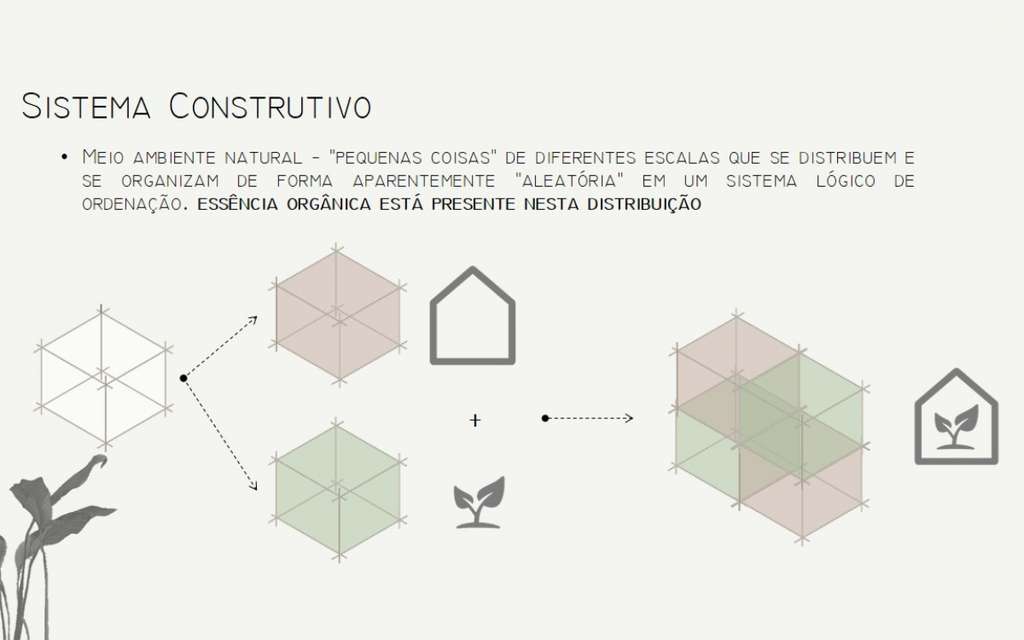 SISTEMA CONSTRUTIVO
• MEIO AMBIENTE NATURAL - "PEQUENAS COISAS" DE DIFERENTES ESCALAS QUE SE DISTRIBUEM E
SE ORGANIZAM DE FORMA APARENTEMENTE "ALEATÓRIA" EM UM SISTEMA LÓGICO DE
ORDENAÇÃO. ESSÊNCIA ORGÂNICA ESTÁ PRESENTE NESTA DISTRIBUIÇÃO
+